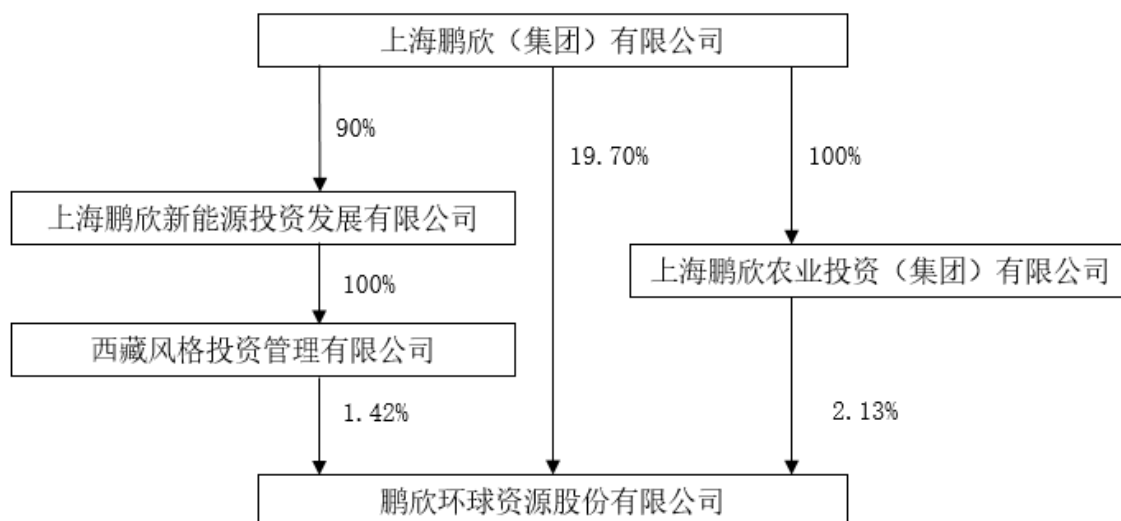 上海鹏欣（集团）有限公司
90%
19.70%
100%
上海鹏欣新能源投资发展有限公司
上海鹏欣农业投资（集团）有限公司
100%
西藏风格投资管理有限公司
1.42%
2.13%
鹏欣环球资源股份有限公司